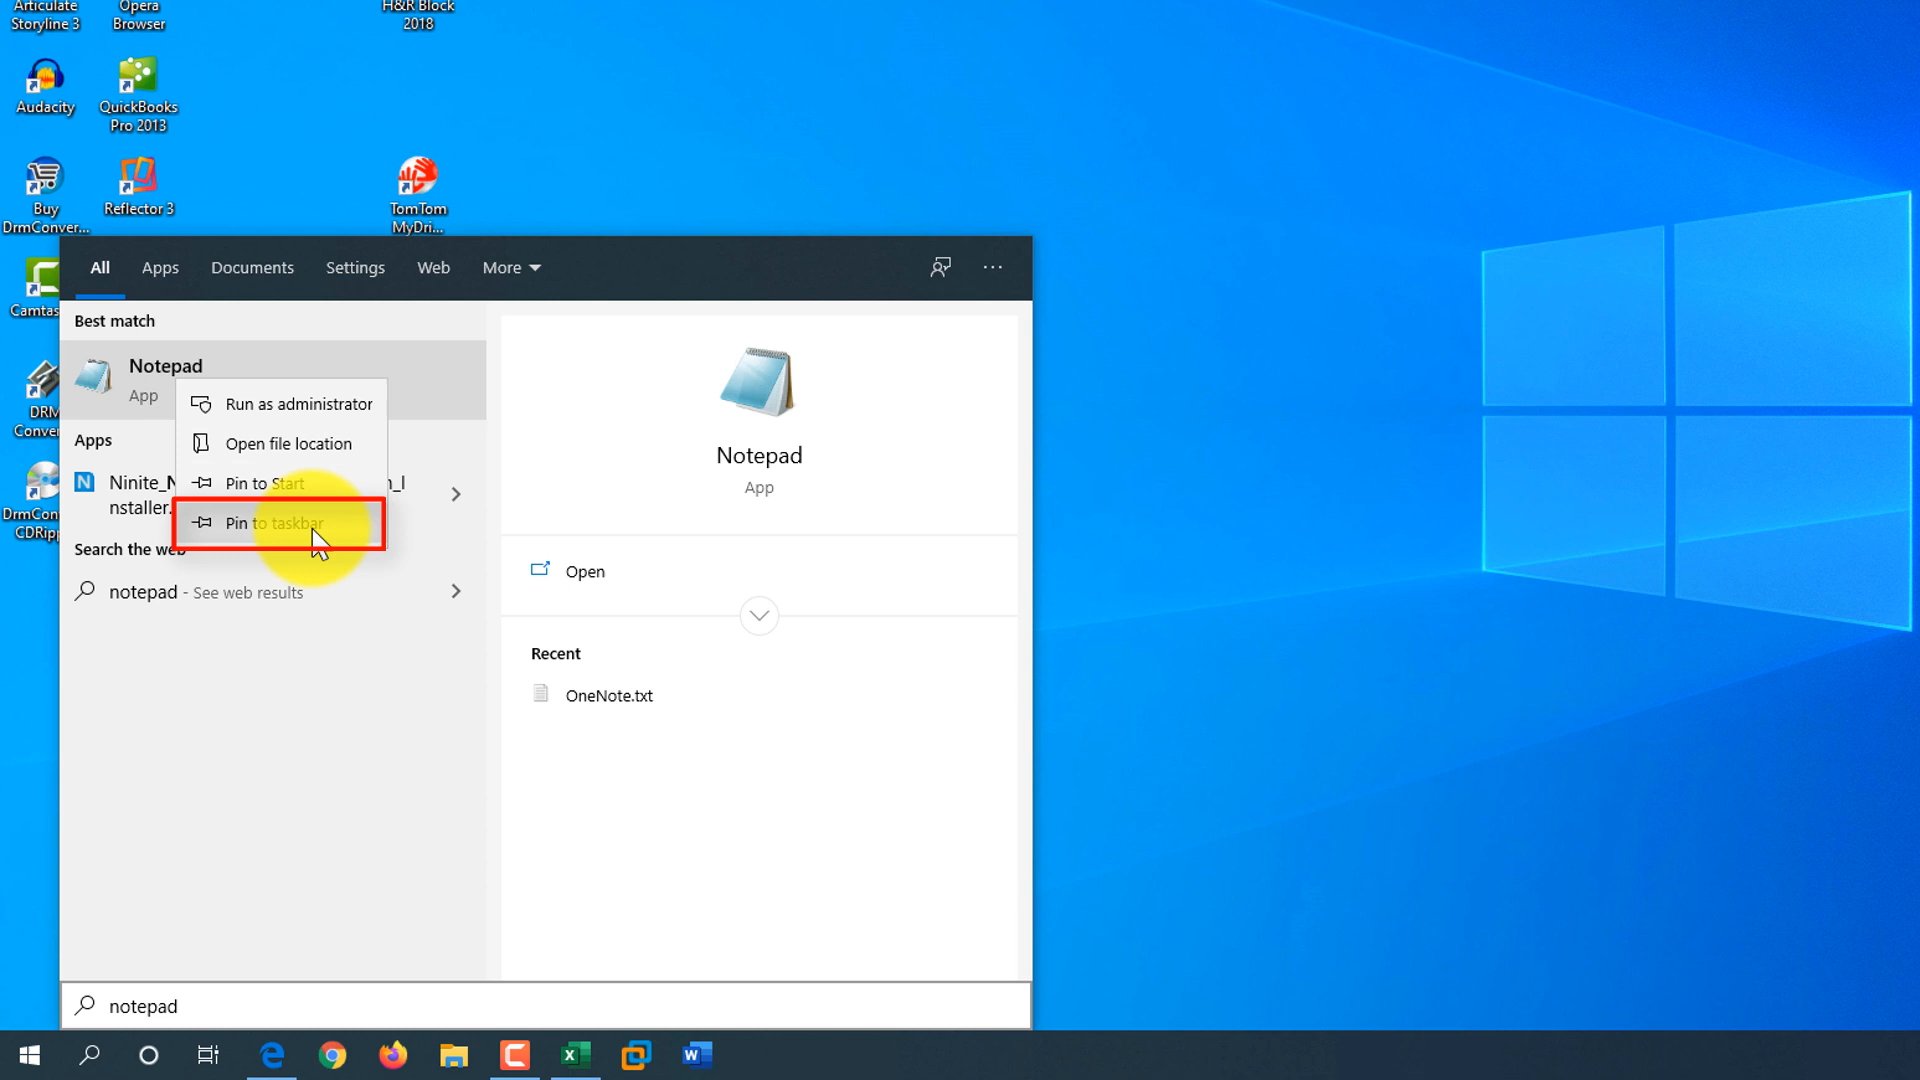 Articulate
Storyline 3
Opera
Browser
H&R Block
2018
Audacity
QuickBooks
Pro 2013
Buy
DrmConver...
Reflector 3
TomTom
MyDri...
Camtas
DRM
Conver
DrmCon
CDRipp
All
Apps
Documents
Settings
Web
More
Best match
Notepad
App
Run as administrator
Open file location
Pin to Start
Pin to taskbar
Apps
Ninite_N
n_I
nstaller.
Search the web
notepad - See web results
Notepad
App
Open
Recent
OneNote.txt
notepad